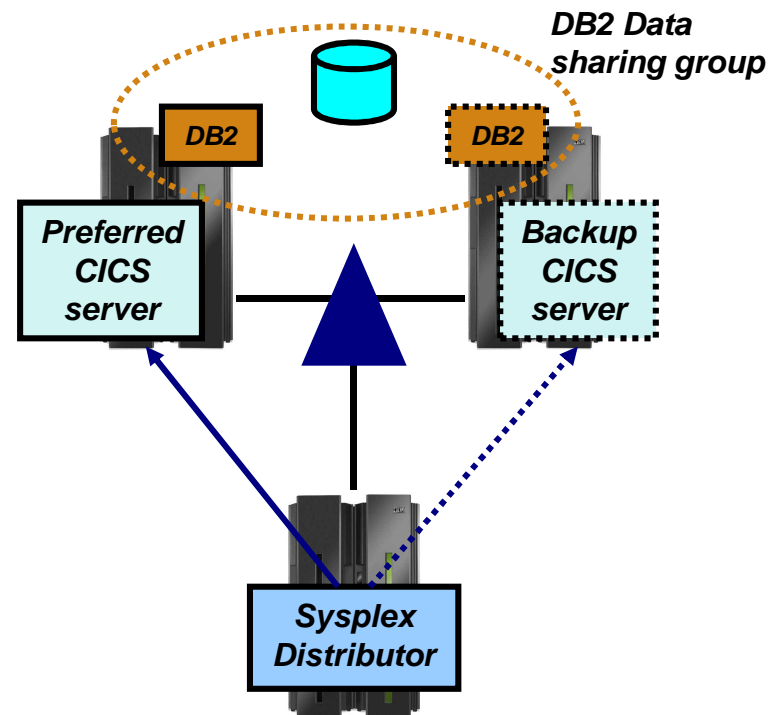 DB2 Data
sharing group
DB2
DB2
Preferred
CICS
server
Backup
CICS
server
Sysplex
Distributor